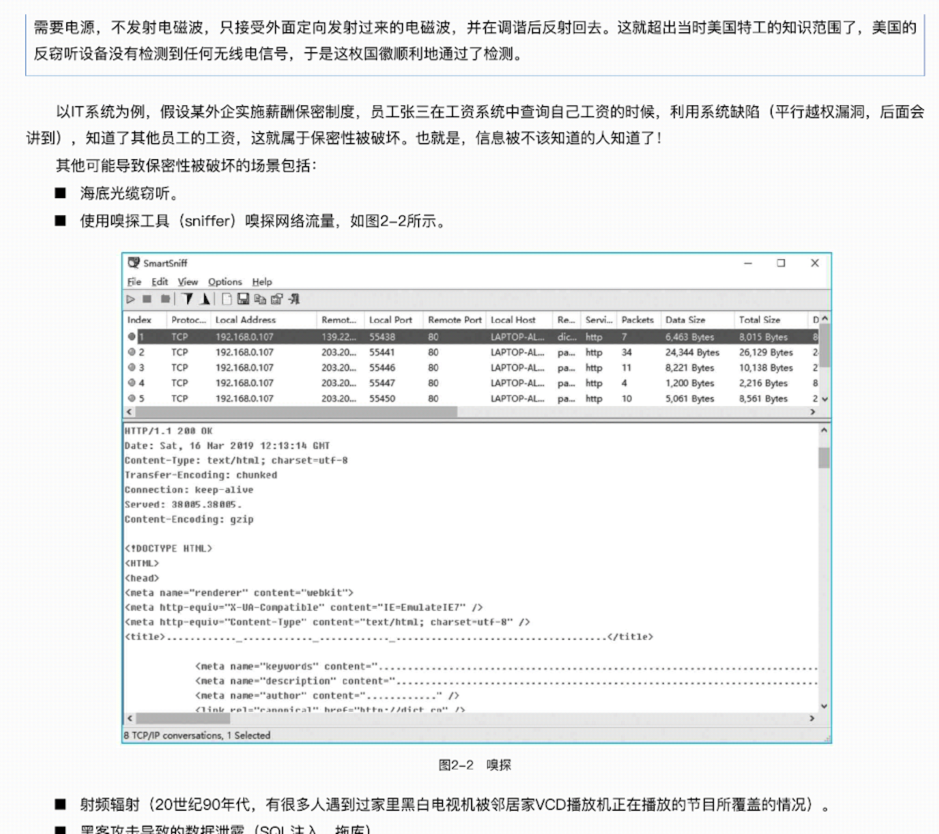 需要电源，不发射电磁波，只接受外面定向发射过来的电磁波，并在调谐后反射回去。这就超出当时美国特工的知识范围了，美国的
反窃听设备没有检测到任何无线电信号，于是这枚国徽顺利地通过了检测。
以IT系统为例，假设某外企实施薪酬保密制度，员工张三在工资系统中查询自己工资的时候，利用系统缺陷（平行越权漏洞，后面会
讲到），知道了其他员工的工资，这就属于保密性被破坏。也就是，信息被不该知道的人知道了！
其他可能导致保密性被破坏的场景包括：
■ 海底光缆窃听。
■ 使用嗅探工具（sniffer）嗅探网络流量，如图2-2所示。
SmartSniff
File Edit View Options Help
Index Protoc... Local Address Remot... Local Port Remote Port Local Host Re... Servi... Packets Data Size Total Size D
1 TCP 192.168.0.107 139.22... 55438 80 LAPTOP-AL... dic... http 7 6,463 Bytes 8,015 Bytes 8
2 TCP 192.168.0.107 203.20... 55441 80 LAPTOP-AL... pa... http 34 24,344 Bytes 26,129 Bytes 2
3 TCP 192.168.0.107 203.20... 55446 80 LAPTOP-AL... pa... http 11 8,221 Bytes 10,138 Bytes 2
4 TCP 192.168.0.107 203.20... 55447 80 LAPTOP-AL... pa... http 4 1,200 Bytes 2,216 Bytes 8
5 TCP 192.168.0.107 203.20... 55450 80 LAPTOP-AL... pa... http 10 5,061 Bytes 8,561 Bytes 2
HTTP/1.1 200 OK
Date: Sat, 16 Mar 2019 12:13:14 GMT
Content-Type: text/html; charset=utf-8
Transfer-Encoding: chunked
Connection: keep-alive
Served: 38005.38005.
Content-Encoding: gzip
<!DOCTYPE HTML>
<HTML>
<head>
<meta name="renderer" content="webkit">
<meta http-equiv="X-UA-Compatible" content="IE=EmulateIE7" />
<meta http-equiv="Content-Type" content="text/html; charset=utf-8" />
<title>............_............_............_....................................</title>
<meta name="keywords" content="....................................................................................
<meta name="description" content="................................................................................
<meta name="author" content="............" />
<link rel="canonical" href="http://dict.cn" />
8 TCP/IP conversations, 1 Selected
图2-2 嗅探
■ 射频辐射（20世纪90年代，有很多人遇到过家里黑白电视机被邻居家VCD播放机正在播放的节目所覆盖的情况）。
■ 黑客攻击导致的数据泄露（SQL注入、拖库）